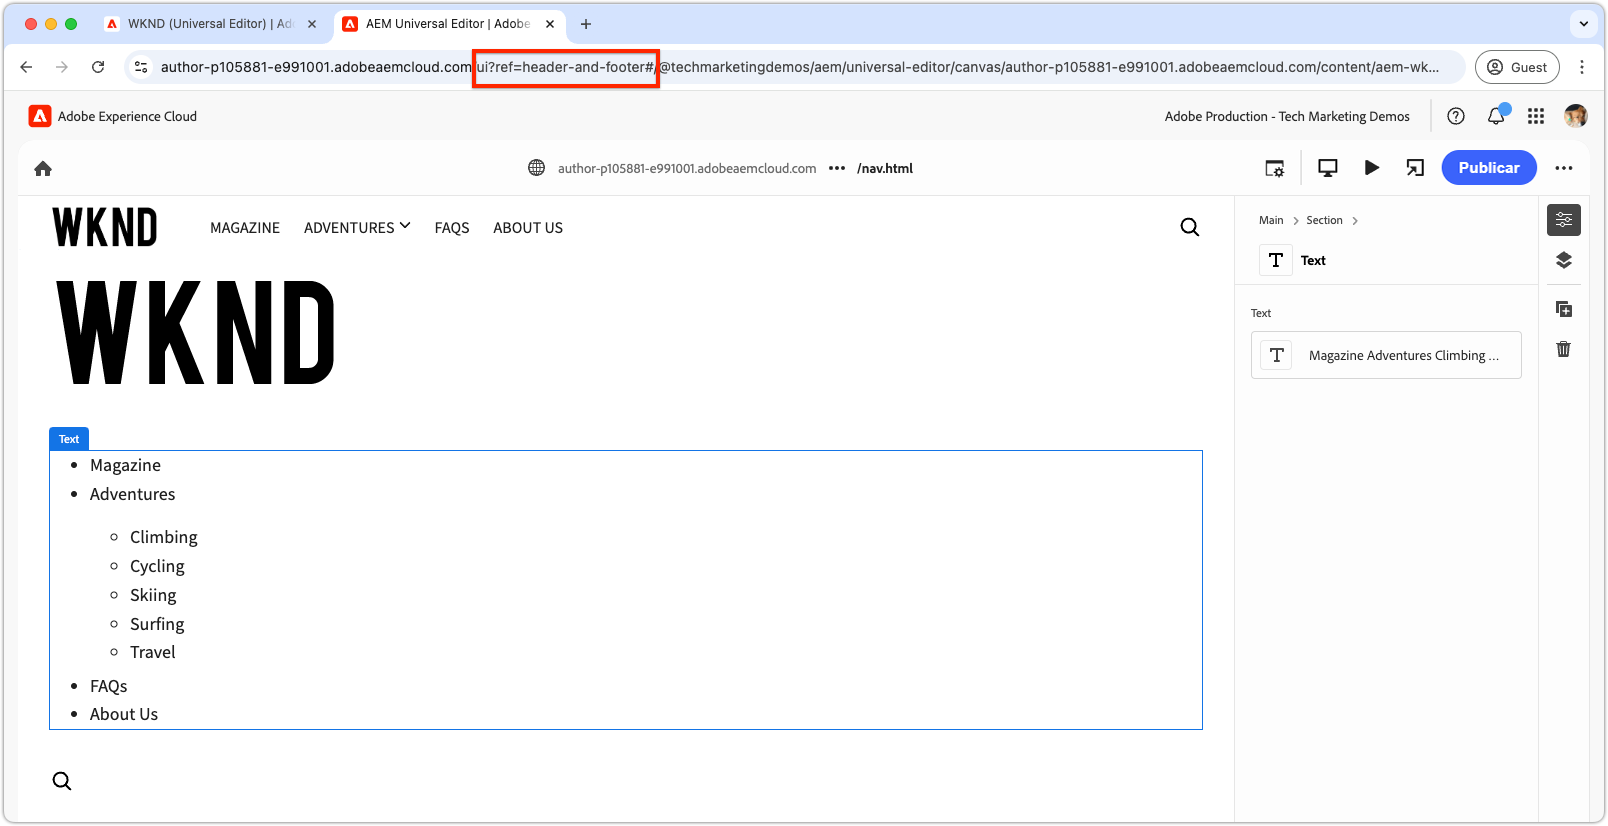 WKND (Universal Editor) | Ad
AEM Universal Editor | Adobe
author-p105881-e991001.adobeaemcloud.com/ui?ref=header-and-footer#/@techmarketingdemos/aem/universal-editor/canvas/author-p105881-e991001.adobeaemcloud.com/content/aem-wk...
Guest
Adobe Experience Cloud
Adobe Production - Tech Marketing Demos
author-p105881-e991001.adobeaemcloud.com ••• /nav.html
Publicar
WKND
MAGAZINE
ADVENTURES
FAQS
ABOUT US
Main > Section >
Text
WKND
Text
Magazine Adventures Climbing ...
Text
Magazine
Adventures
Climbing
Cycling
Skiing
Surfing
Travel
FAQs
About Us